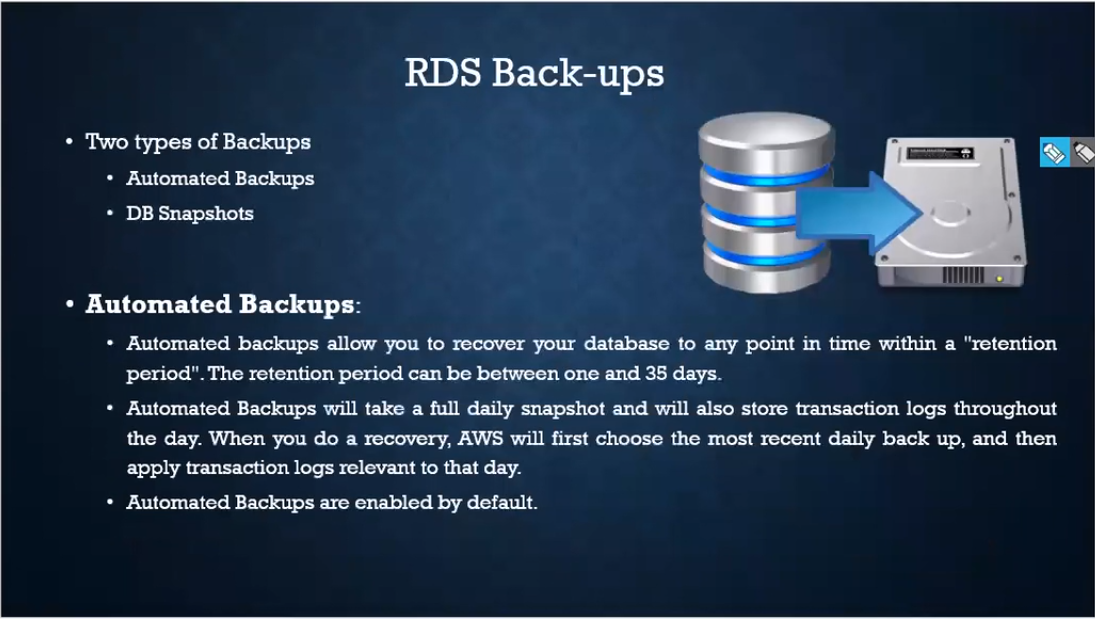 RDS Back-ups
• Two types of Backups
• Automated Backups
• DB Snapshots
• Automated Backups:
• Automated backups allow you to recover your database to any point in time within a "retention
period". The retention period can be between one and 35 days.
• Automated Backups will take a full daily snapshot and will also store transaction logs throughout
the day. When you do a recovery, AWS will first choose the most recent daily back up, and then
apply transaction logs relevant to that day.
• Automated Backups are enabled by default.